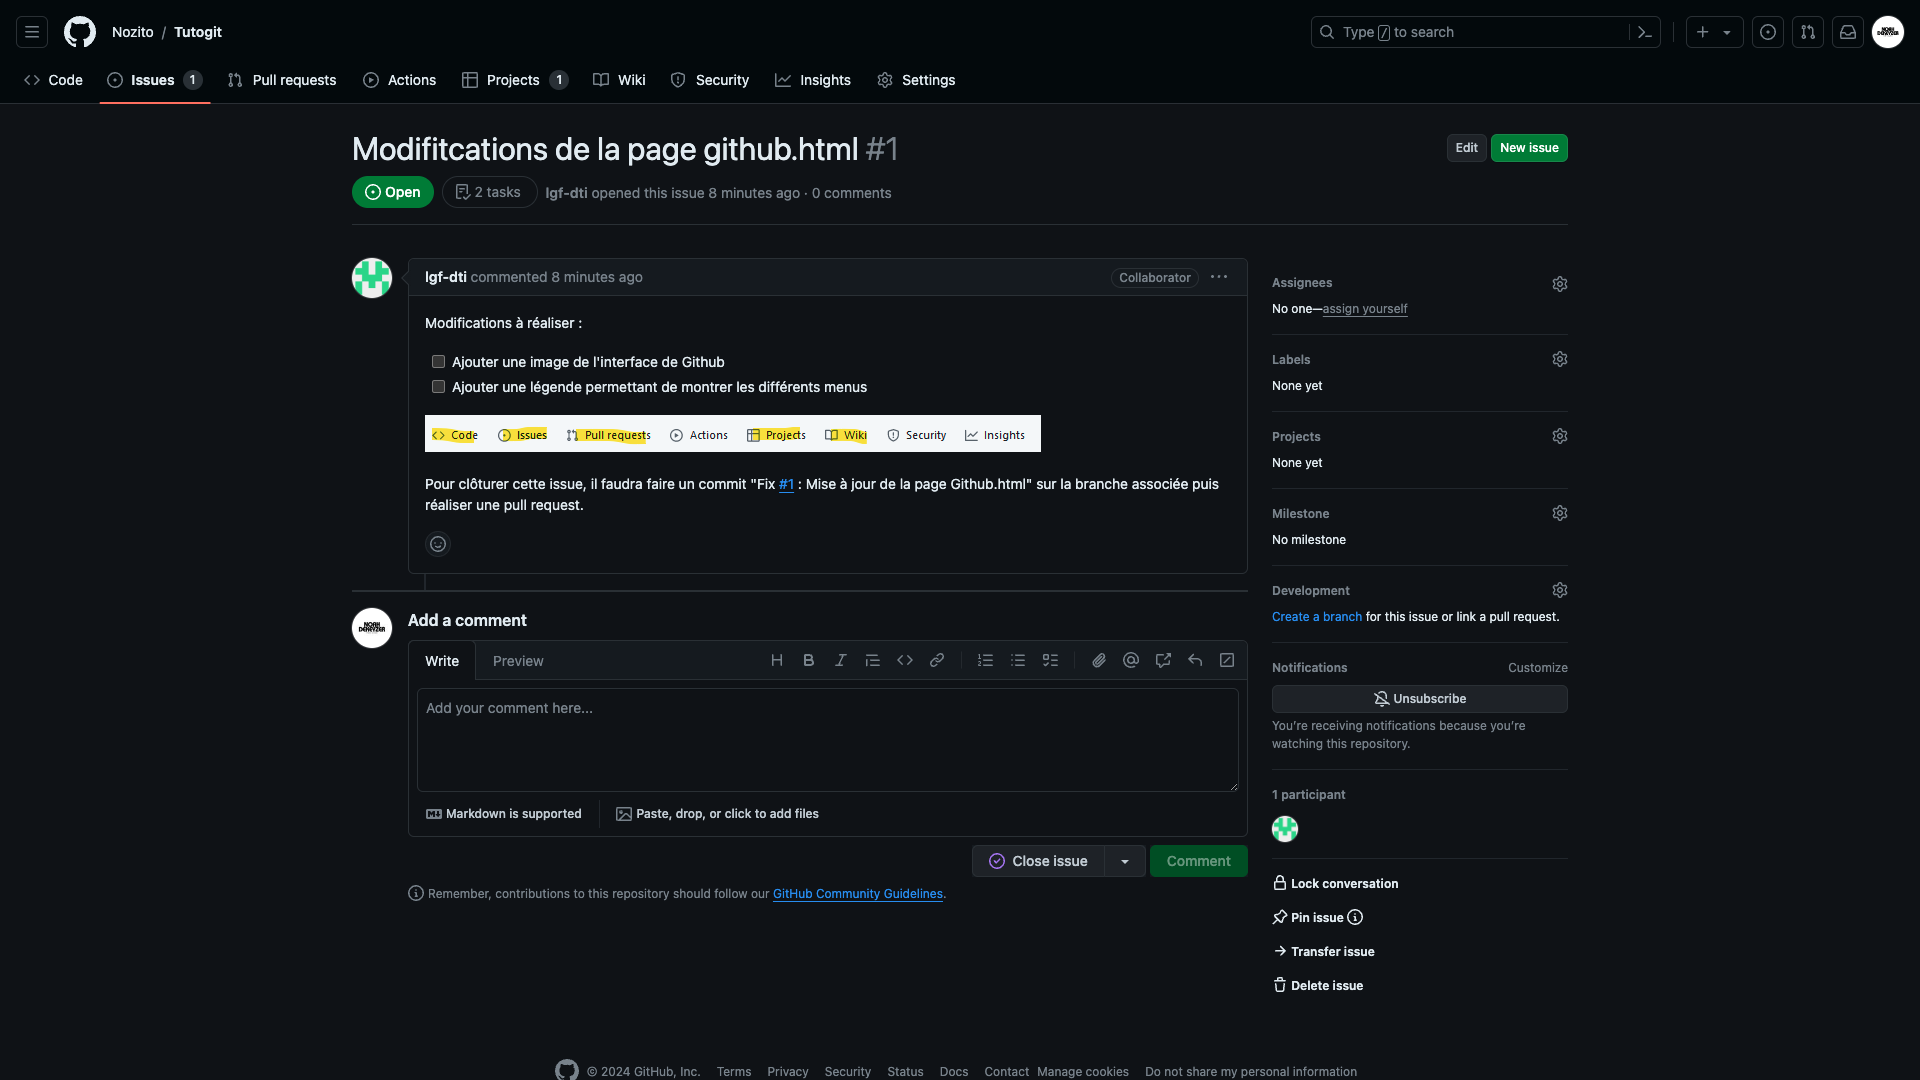 Nozito / Tutogit
Type / to search
Code
Issues 1
Pull requests
Actions
Projects 1
Wiki
Security
Insights
Settings
Modifitcations de la page github.html #1
Edit
New issue
Open
2 tasks
lgf-dti opened this issue 8 minutes ago · 0 comments
lgf-dti commented 8 minutes ago
Collaborator
Modifications à réaliser :
Ajouter une image de l'interface de Github
Ajouter une légende permettant de montrer les différents menus
Code Issues Pull requests Actions Projects Wiki Security Insights
Pour clôturer cette issue, il faudra faire un commit "Fix #1 : Mise à jour de la page Github.html" sur la branche associée puis
réaliser une pull request.
Add a comment
Write
Preview
Add your comment here...
Markdown is supported
Paste, drop, or click to add files
Close issue
Comment
Remember, contributions to this repository should follow our GitHub Community Guidelines.
Assignees
No one—assign yourself
Labels
None yet
Projects
None yet
Milestone
No milestone
Development
Create a branch for this issue or link a pull request.
Notifications
Customize
Unsubscribe
You're receiving notifications because you're
watching this repository.
1 participant
Lock conversation
Pin issue
Transfer issue
Delete issue
© 2024 GitHub, Inc. Terms Privacy Security Status Docs Contact Manage cookies Do not share my personal information